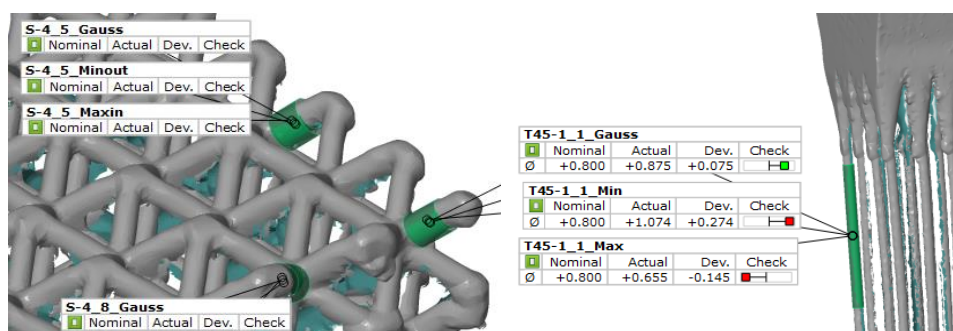 S-4_5_Gauss
Nominal Actual Dev. Check
S-4_5_Minout
Nominal Actual Dev. Check
S-4_5_Maxin
Nominal Actual Dev. Check
S-4_8_Gauss
Nominal Actual Dev. Check
T45-1_1_Gauss
Nominal Actual Dev. Check
Ø +0.800 +0.875 +0.075
T45-1_1_Min
Nominal Actual Dev. Check
Ø +0.800 +1.074 +0.274
T45-1_1_Max
Nominal Actual Dev. Check
Ø +0.800 +0.655 -0.145